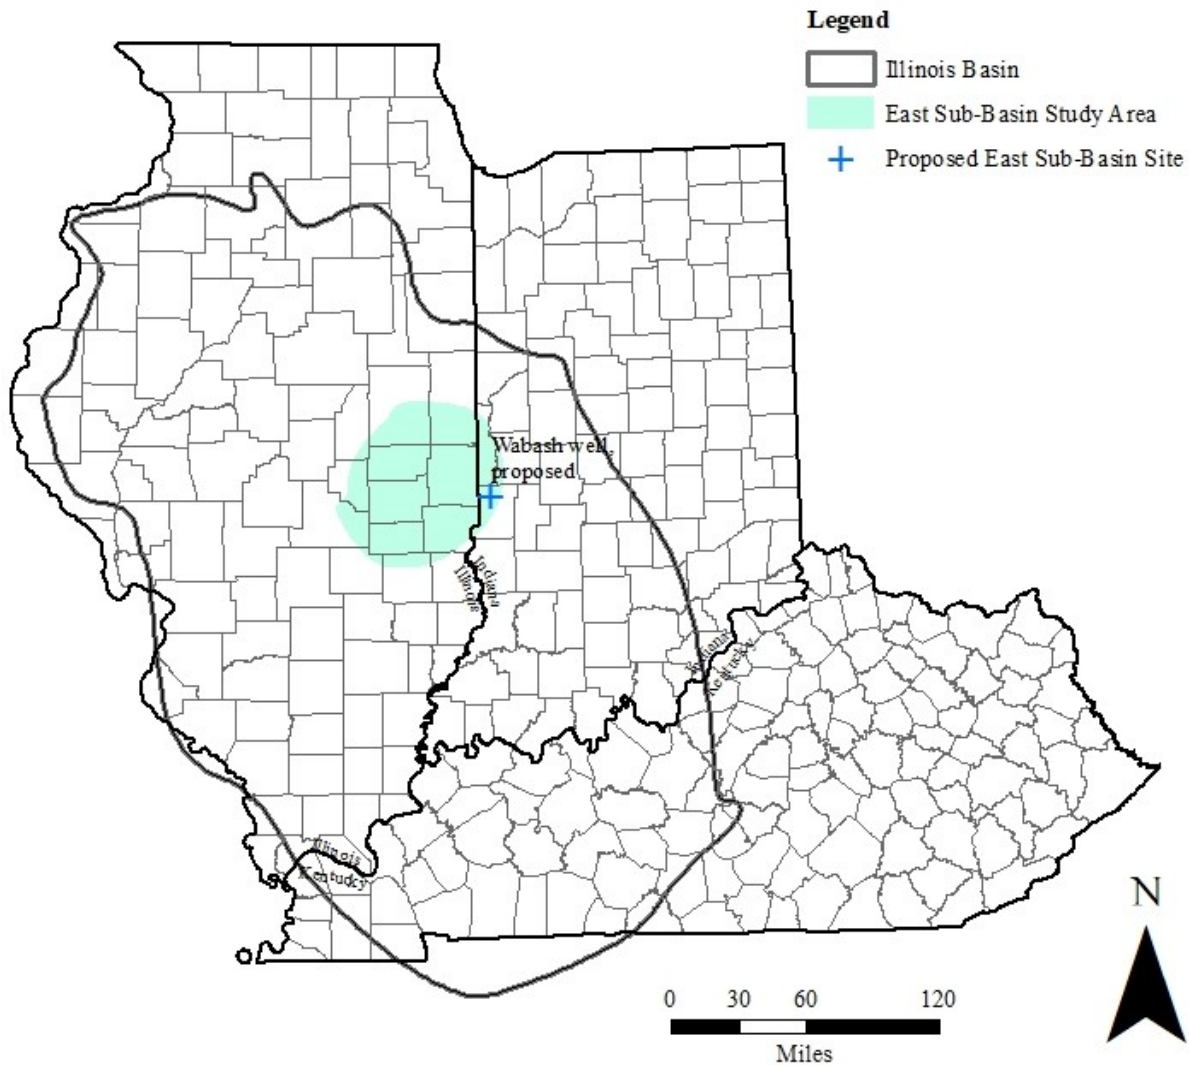 Legend
Illinois Basin
East Sub-Basin Study Area
Proposed East Sub-Basin Site
Wabash well,
proposed
Indiana
Illinois
Indiana
Kentucky
Illinois
Kentucky
N
0 30 60 120
Miles